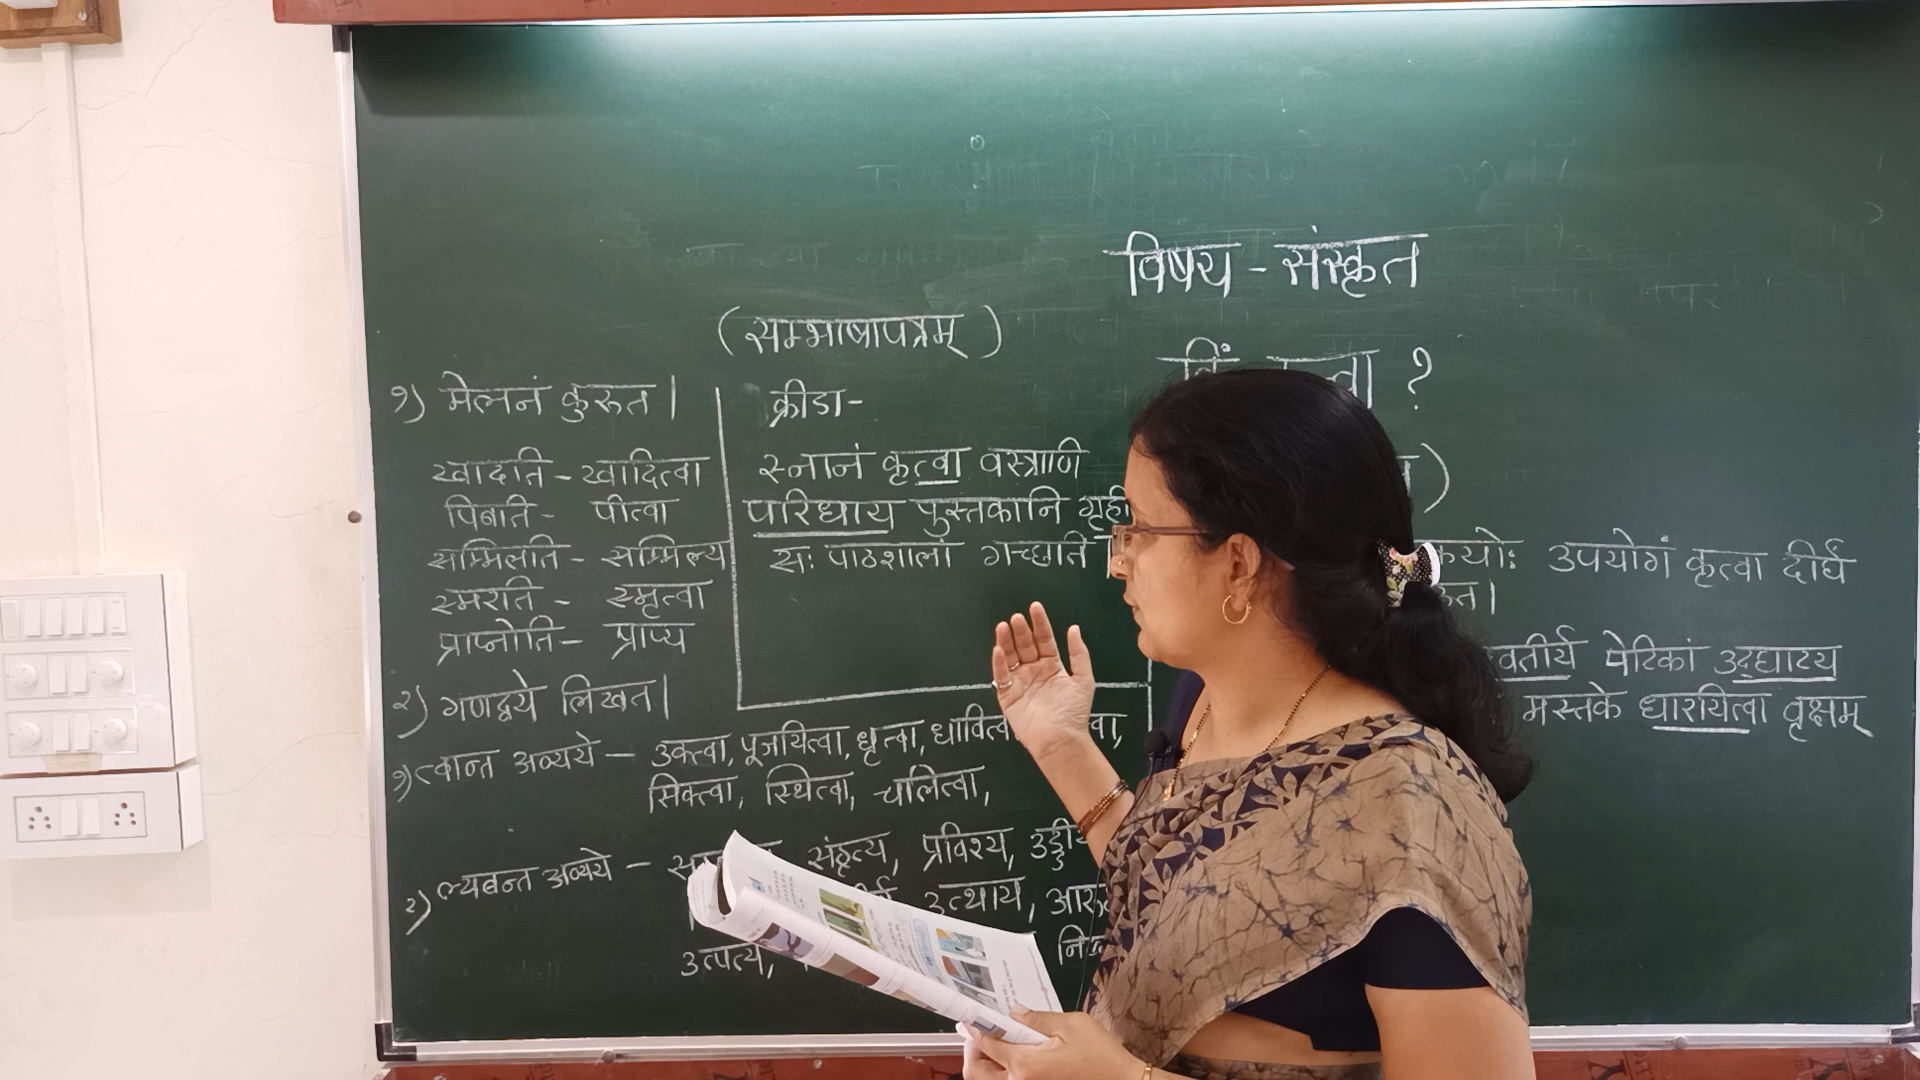 विषय - संस्कृत
(सम्भाषापत्रम्)
?
१) मेलनं कुरूत।
खादति - खादित्वा
पिबति - पीत्वा
सम्मिलति - सम्मिल्य
स्मरति - स्मृत्वा
प्राप्नोति - प्राप्य
क्रीडा-
स्नानं कृत्वा वस्त्राणि
परिधाय पुस्तकानि गृही
सः पाठशालां गच्छति
उपयोगं कृत्वा दीर्घ
पेटिकां उद्घाट्य
मस्तके धारयित्वा वृक्षम्
२) गणद्वये लिखत।
१) त्वान्त अव्यये - उक्त्वा, पूजयित्वा, धृत्वा,
सिक्त्वा, स्थित्वा, चलित्वा,
२) ल्यबन्त अव्यये - संहृत्य, प्रविश्य,
उत्थाय,
उत्पत्य,